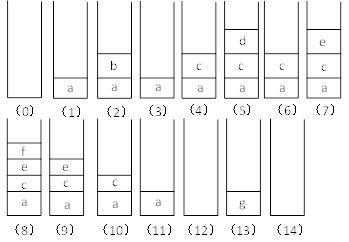 d e
b c c c c
a a a a a a a
(0) (1) (2) (3) (4) (5) (6) (7)
f
e e
c c c
a a a a g
(8) (9) (10) (11) (12) (13) (14)